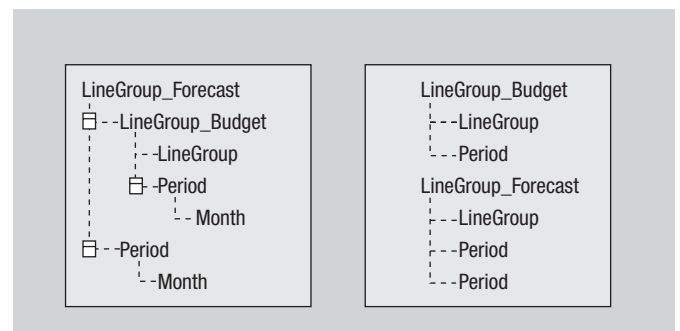 LineGroup_Forecast
LineGroup_Budget
LineGroup
Period
Month
Period
Month
LineGroup_Budget
LineGroup
Period
LineGroup_Forecast
LineGroup
Period
Period